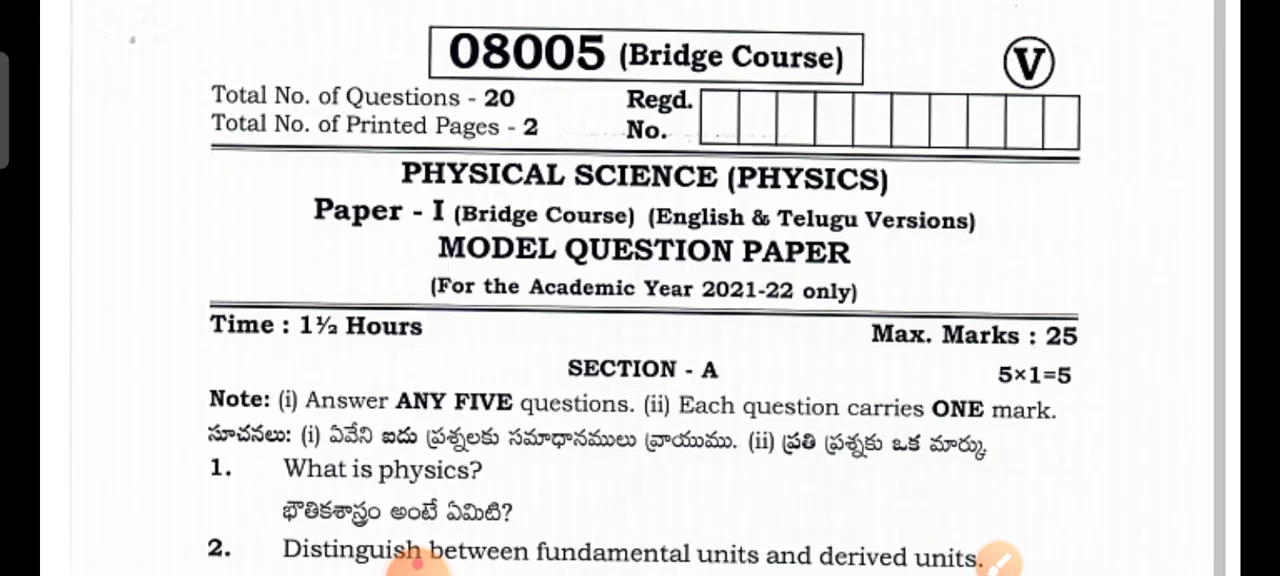 08005 (Bridge Course)
V
Total No. of Questions - 20
Total No. of Printed Pages - 2
Regd.
No.
PHYSICAL SCIENCE (PHYSICS)
Paper - I (Bridge Course) (English & Telugu Versions)
MODEL QUESTION PAPER
(For the Academic Year 2021-22 only)
Time : 1½ Hours
Max. Marks : 25
SECTION - A
5×1=5
Note: (i) Answer ANY FIVE questions. (ii) Each question carries ONE mark.
సూచనలు: (i) ఏవేని ఐదు ప్రశ్నలకు సమాధానములు వ్రాయుము. (ii) ప్రతి ప్రశ్నకు ఒక మార్కు
1. What is physics?
భౌతికశాస్త్రం అంటే ఏమిటి?
2. Distinguish between fundamental units and derived units.